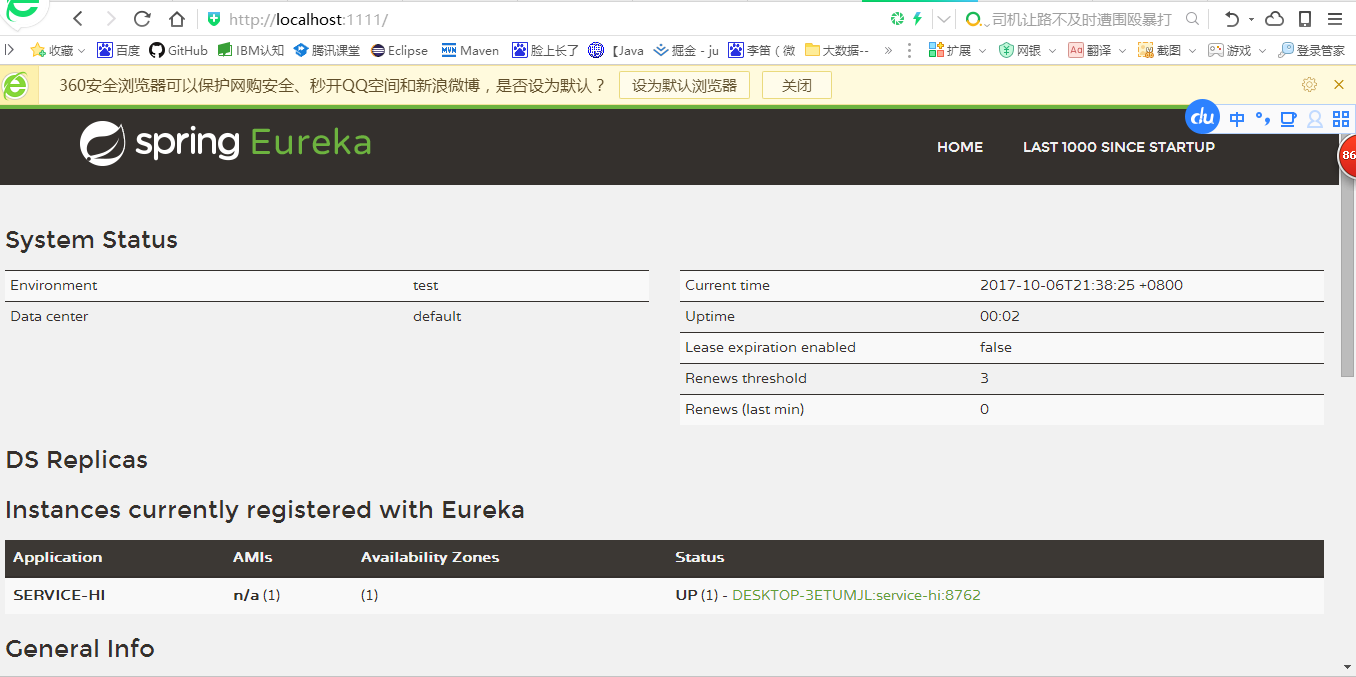 http://localhost:1111/
司机让路不及时遭围殴暴打
收藏 百度 GitHub IBM认知 腾讯课堂 Eclipse Maven 脸上长了 【Java 掘金 - ju 李笛（微 大数据-- » 扩展 网银 翻译 截图 游戏 登录管家
360安全浏览器可以保护网购安全、秒开QQ空间和新浪微博，是否设为默认？ 设为默认浏览器 关闭
du 中
86
spring Eureka
HOME LAST 1000 SINCE STARTUP
System Status
Environment test
Data center default
Current time 2017-10-06T21:38:25 +0800
Uptime 00:02
Lease expiration enabled false
Renews threshold 3
Renews (last min) 0
DS Replicas
Instances currently registered with Eureka
Application AMIs Availability Zones Status
SERVICE-HI n/a (1) (1) UP (1) - DESKTOP-3ETUMJL:service-hi:8762
General Info